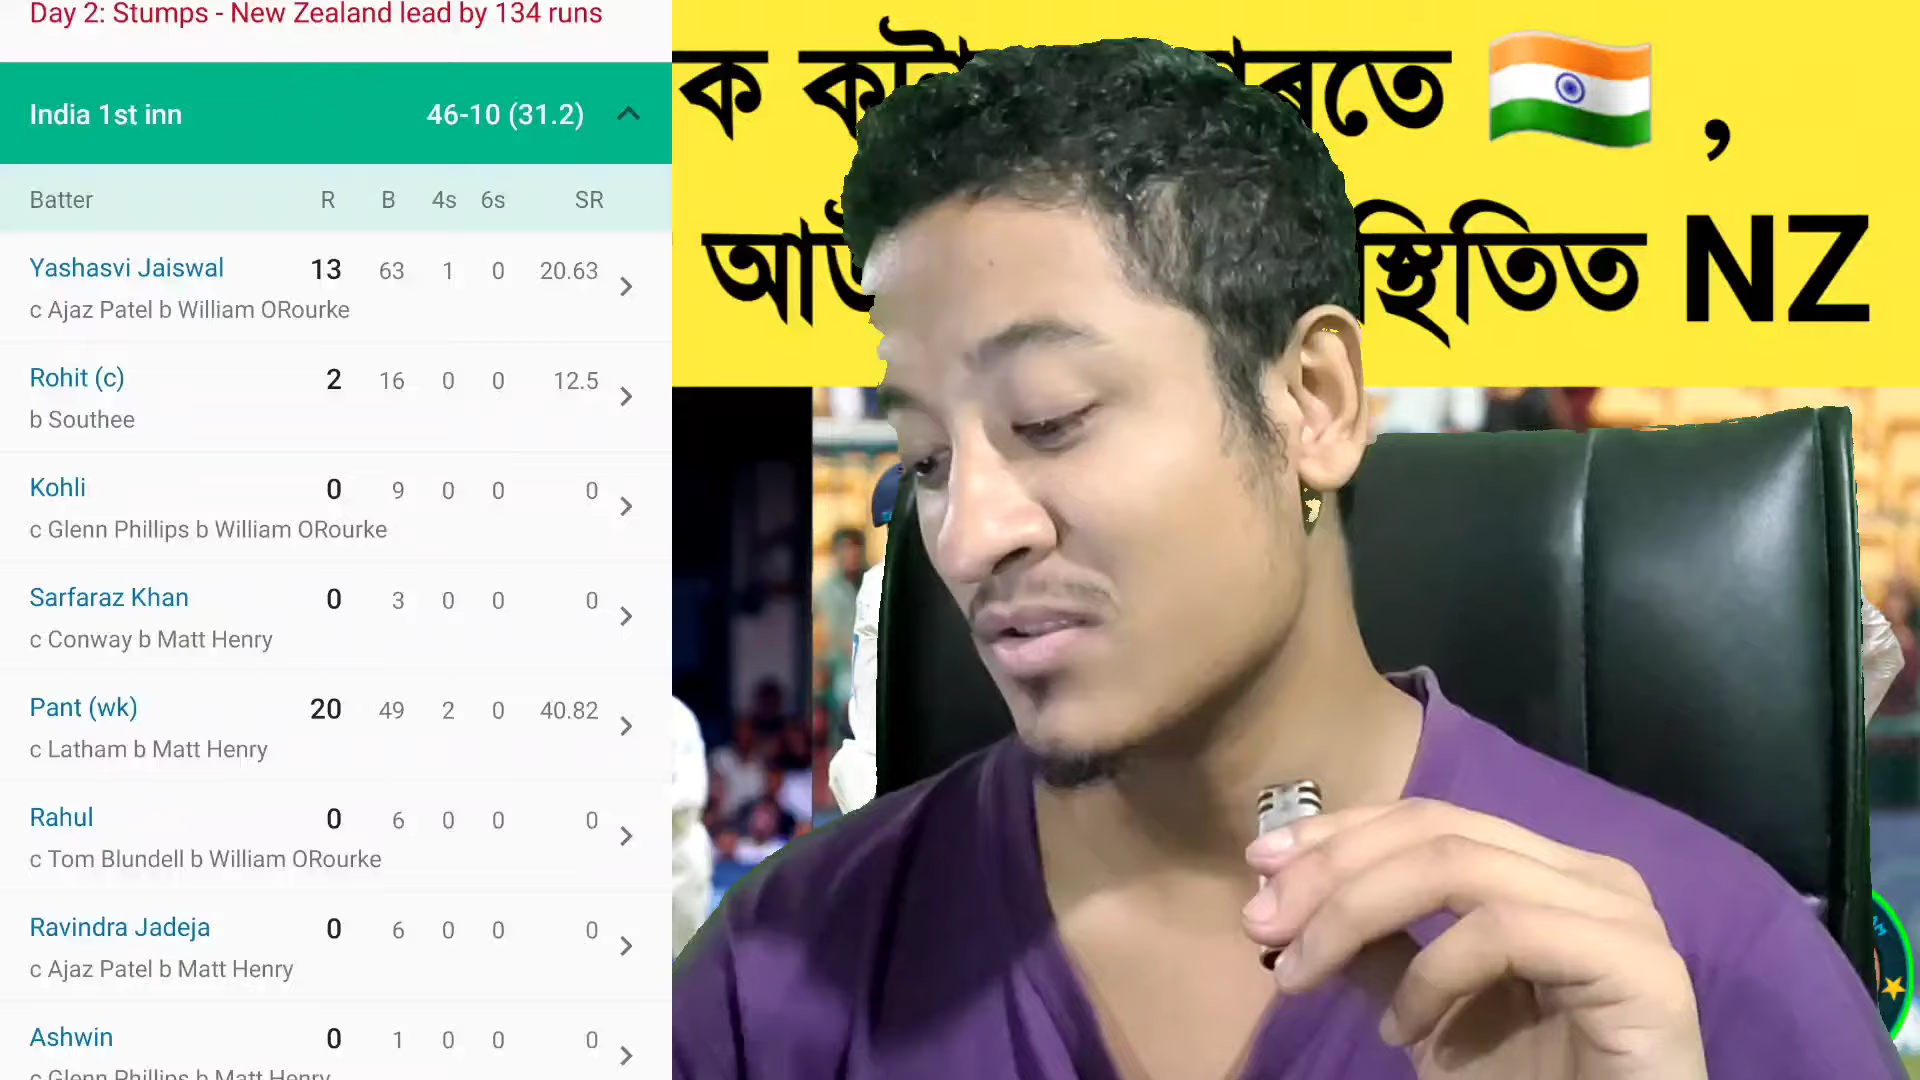 Day 2: Stumps - New Zealand lead by 134 runs
India 1st inn 46-10 (31.2)
Batter R B 4s 6s SR
Yashasvi Jaiswal 13 63 1 0 20.63
c Ajaz Patel b William ORourke
Rohit (c) 2 16 0 0 12.5
b Southee
Kohli 0 9 0 0 0
c Glenn Phillips b William ORourke
Sarfaraz Khan 0 3 0 0 0
c Conway b Matt Henry
Pant (wk) 20 49 2 0 40.82
c Latham b Matt Henry
Rahul 0 6 0 0 0
c Tom Blundell b William ORourke
Ravindra Jadeja 0 6 0 0 0
c Ajaz Patel b Matt Henry
Ashwin 0 1 0 0 0
c Glenn Phillips b Matt Henry
,
NZ